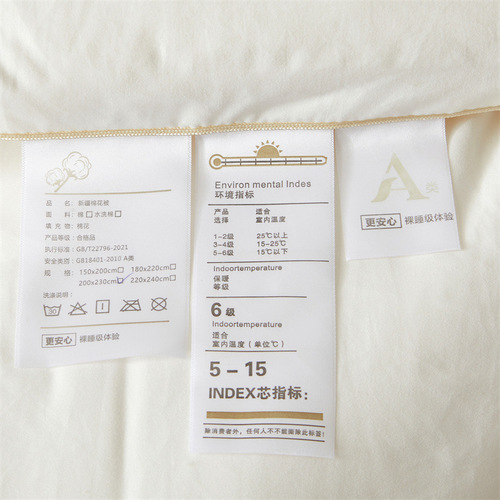 品 名：新疆棉花被
面 料：棉□水洗棉□
填 充 物：棉花
产品等级：合格品
执行标准：GB/T22796-2021
安全类别：GB18401-2010 A类
规 格：150x200cm□ 180x220cm□
200x230cm☑ 220x240cm□
洗涤说明：
30
更安心 裸睡级体验
Environ mental Indes
环境指标
产品 适合
选择 室内温度
1-2级 25℃以上
3-4级 15-25℃
5-6级 15℃以下
Indoortemperature
保暖
等级
6 级
Indoortemperature
适合
室内温度（单位℃）
5 – 15
INDEX芯指标：
除消费者外，任何人不不能画除此标签！
A类
更安心 裸睡级体验